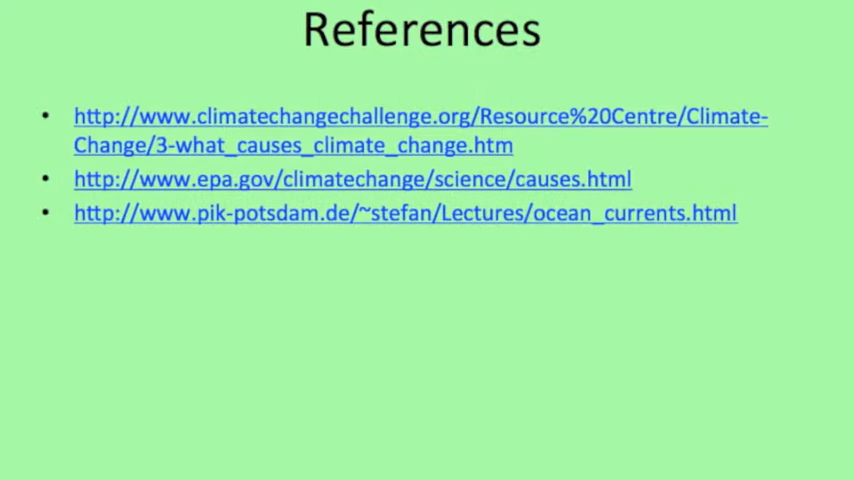 References
• http://www.climatechangechallenge.org/Resource%20Centre/Climate-
Change/3-what_causes_climate_change.htm
• http://www.epa.gov/climatechange/science/causes.html
• http://www.pik-potsdam.de/~stefan/Lectures/ocean_currents.html